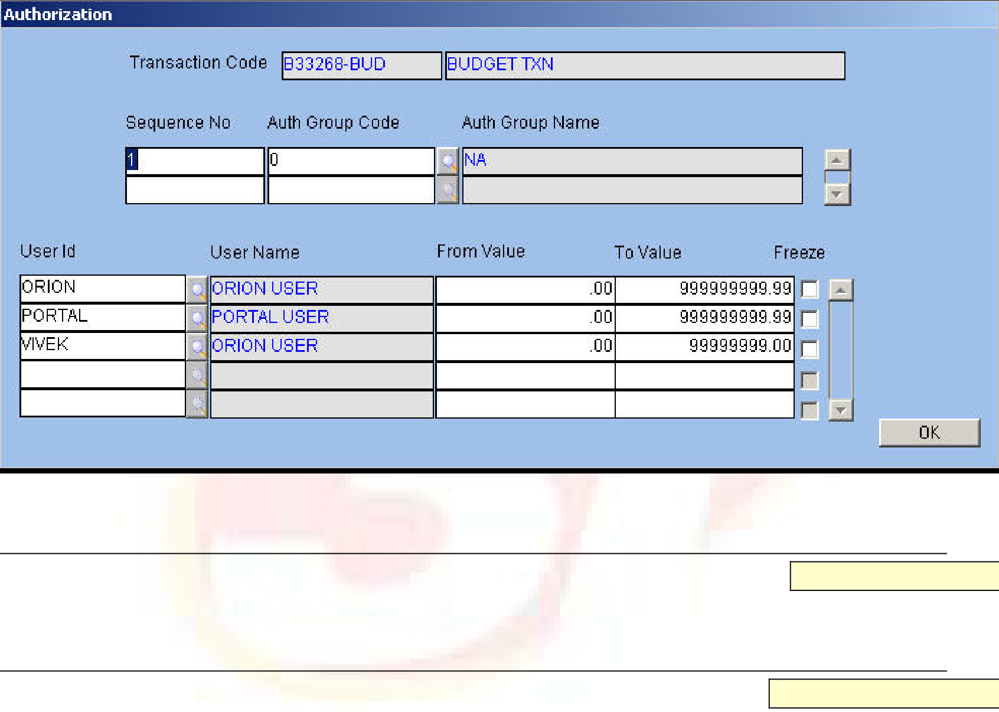 Authorization
Transaction Code B33268-BUD BUDGET TXN
Sequence No Auth Group Code Auth Group Name
1 0 NA
User Id User Name From Value To Value Freeze
ORION ORION USER .00 999999999.99
PORTAL PORTAL USER .00 999999999.99
VIVEK ORION USER .00 99999999.00
OK